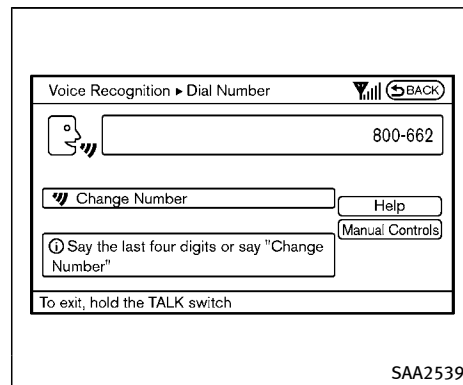 Voice Recognition ▸ Dial Number
BACK
800-662
Change Number
Help
Manual Controls
Say the last four digits or say "Change
Number"
To exit, hold the TALK switch
SAA2539